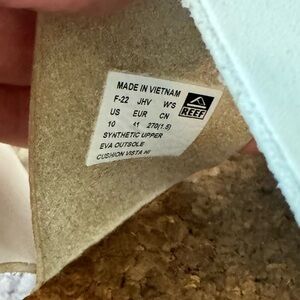 MADE IN VIETNAM
F-22 JHV W'S
US EUR CN
10 41 270(1.5)
SYNTHETIC UPPER
EVA OUTSOLE
CUSHION VISTA HI
REEF